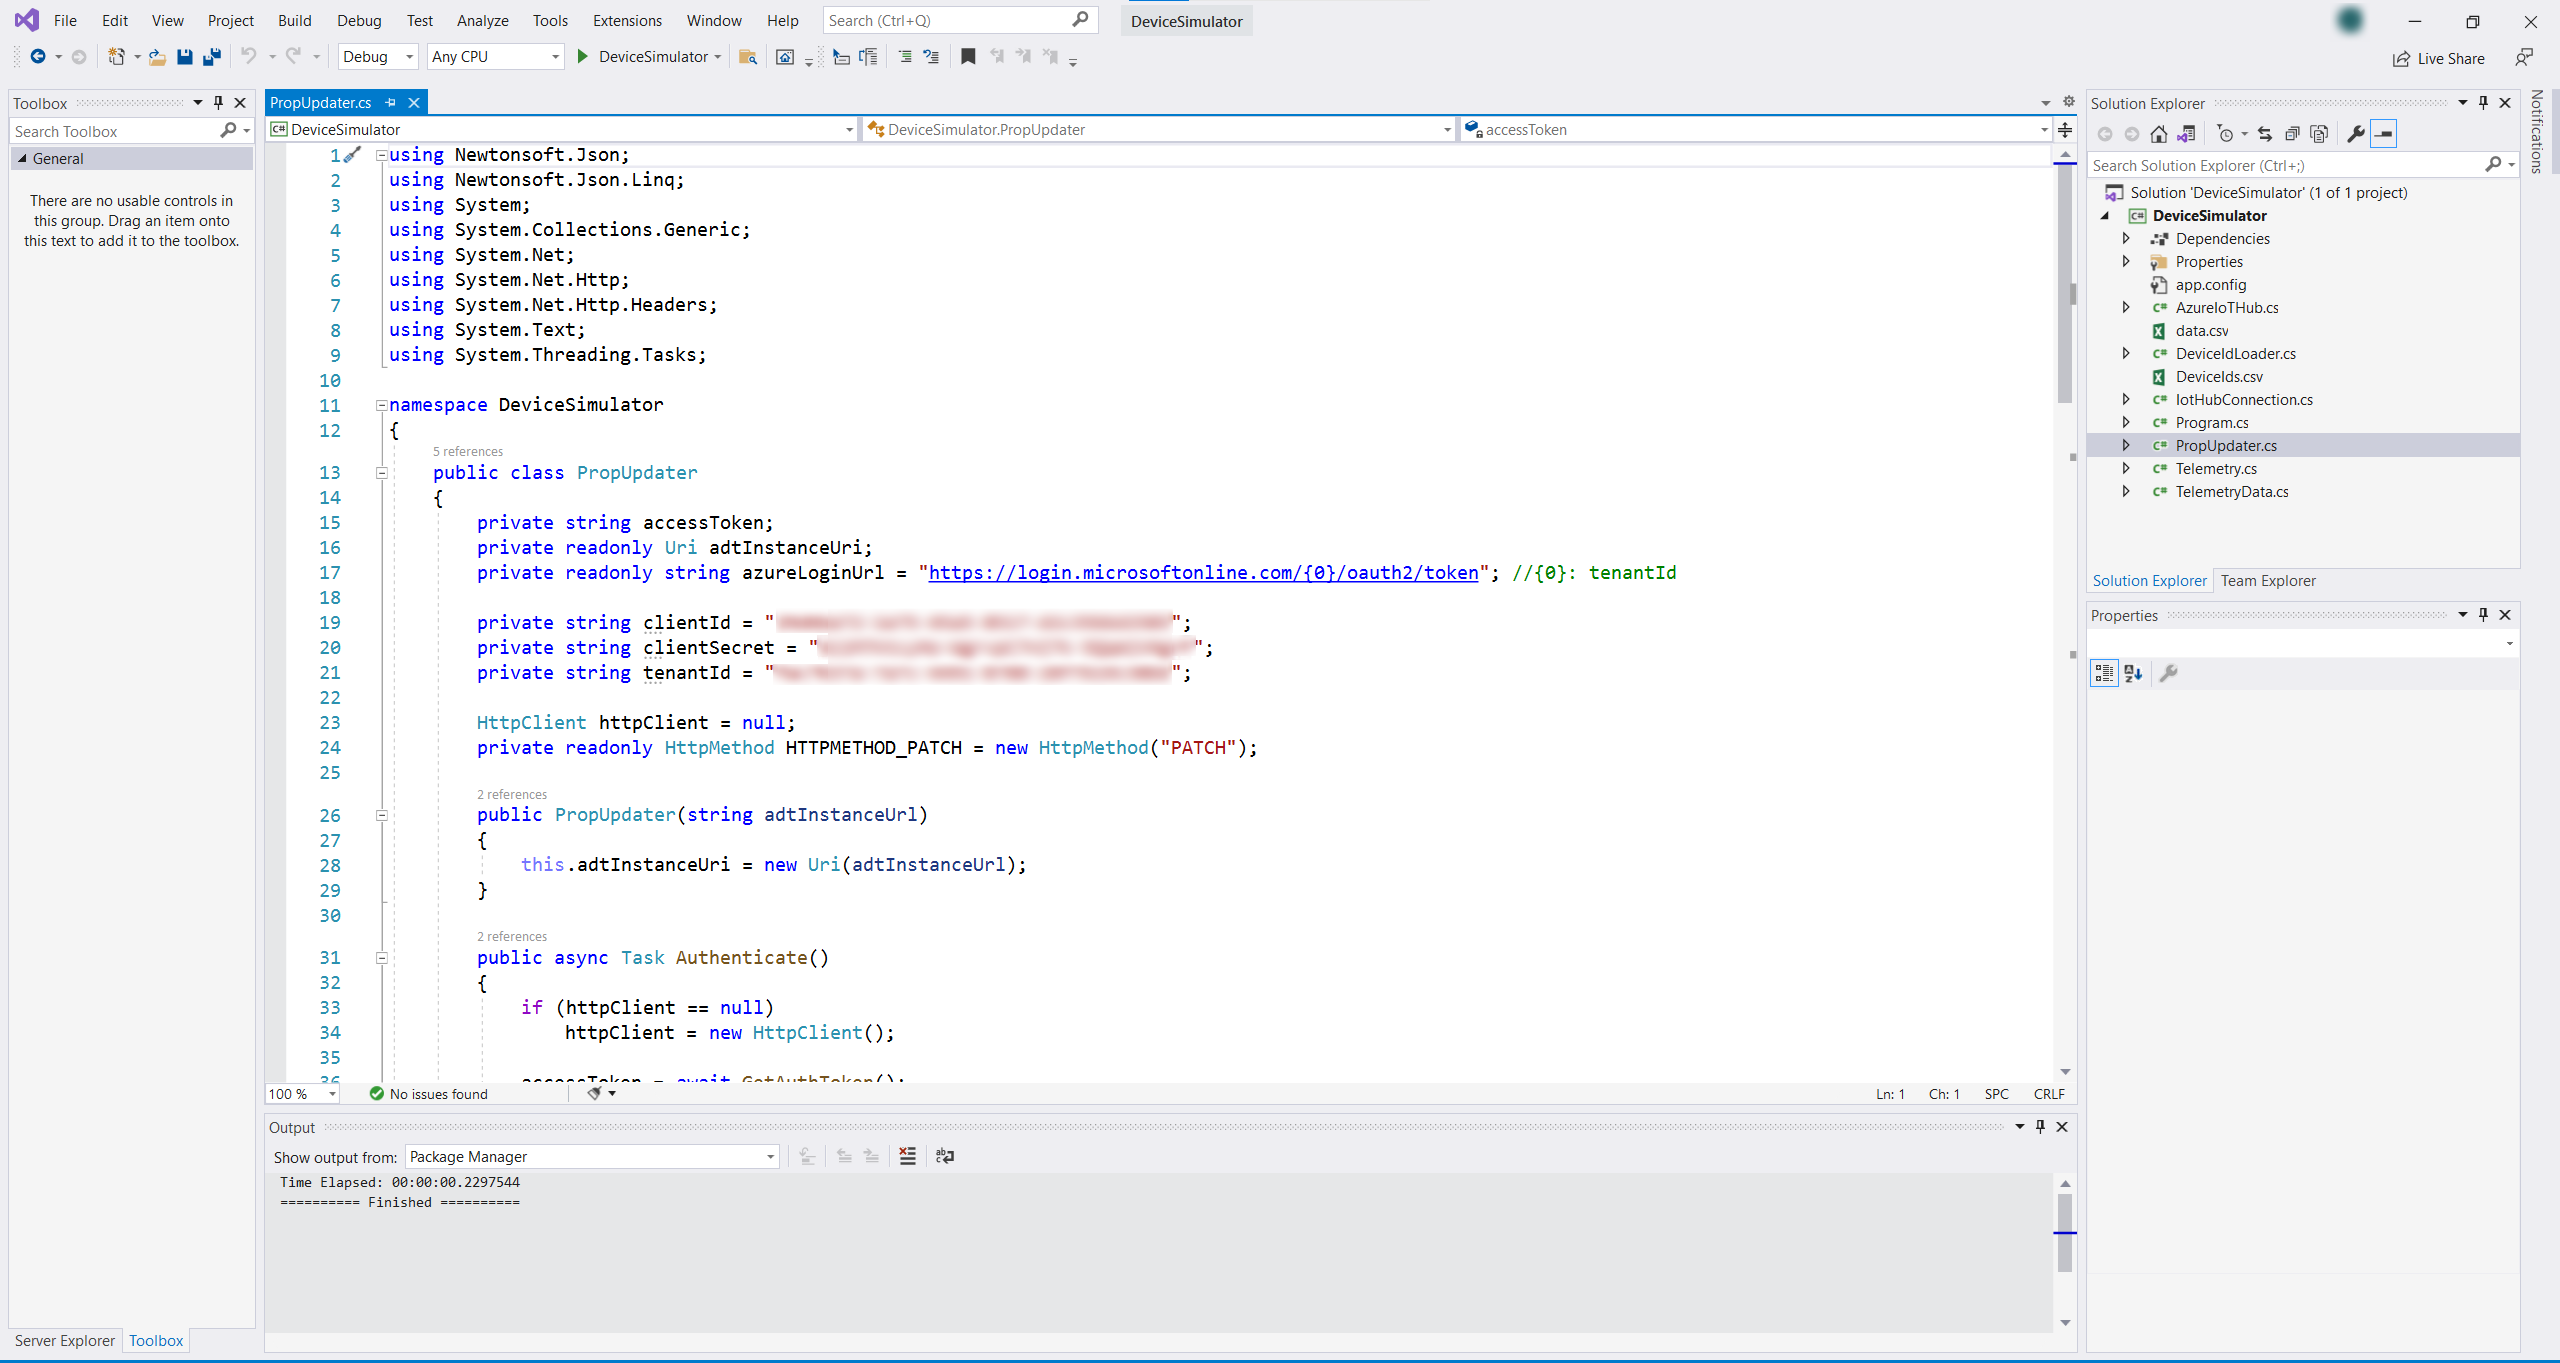 File Edit View Project Build Debug Test Analyze Tools Extensions Window Help Search (Ctrl+Q) DeviceSimulator
Debug Any CPU DeviceSimulator Live Share
Toolbox
Search Toolbox
General
There are no usable controls in
this group. Drag an item onto
this text to add it to the toolbox.
Server Explorer Toolbox
PropUpdater.cs
DeviceSimulator DeviceSimulator.PropUpdater accessToken
1 using Newtonsoft.Json;
2 using Newtonsoft.Json.Linq;
3 using System;
4 using System.Collections.Generic;
5 using System.Net;
6 using System.Net.Http;
7 using System.Net.Http.Headers;
8 using System.Text;
9 using System.Threading.Tasks;
10
11 namespace DeviceSimulator
12 {
5 references
13 public class PropUpdater
14 {
15 private string accessToken;
16 private readonly Uri adtInstanceUri;
17 private readonly string azureLoginUrl = "https://login.microsoftonline.com/{0}/oauth2/token"; //{0}: tenantId
18
19 private string clientId = "";
20 private string clientSecret = "";
21 private string tenantId = "";
22
23 HttpClient httpClient = null;
24 private readonly HttpMethod HTTPMETHOD_PATCH = new HttpMethod("PATCH");
25
2 references
26 public PropUpdater(string adtInstanceUrl)
27 {
28 this.adtInstanceUri = new Uri(adtInstanceUrl);
29 }
30
2 references
31 public async Task Authenticate()
32 {
33 if (httpClient == null)
34 httpClient = new HttpClient();
35
36 accessToken = await GetAuthToken();
100 % No issues found Ln: 1 Ch: 1 SPC CRLF
Output
Show output from: Package Manager
Time Elapsed: 00:00:00.2297544
========== Finished ==========
Solution Explorer
Search Solution Explorer (Ctrl+;)
Solution 'DeviceSimulator' (1 of 1 project)
DeviceSimulator
Dependencies
Properties
app.config
C# AzureIoTHub.cs
data.csv
C# DeviceIdLoader.cs
DeviceIds.csv
C# IotHubConnection.cs
C# Program.cs
C# PropUpdater.cs
C# Telemetry.cs
C# TelemetryData.cs
Solution Explorer Team Explorer
Properties
Notifications